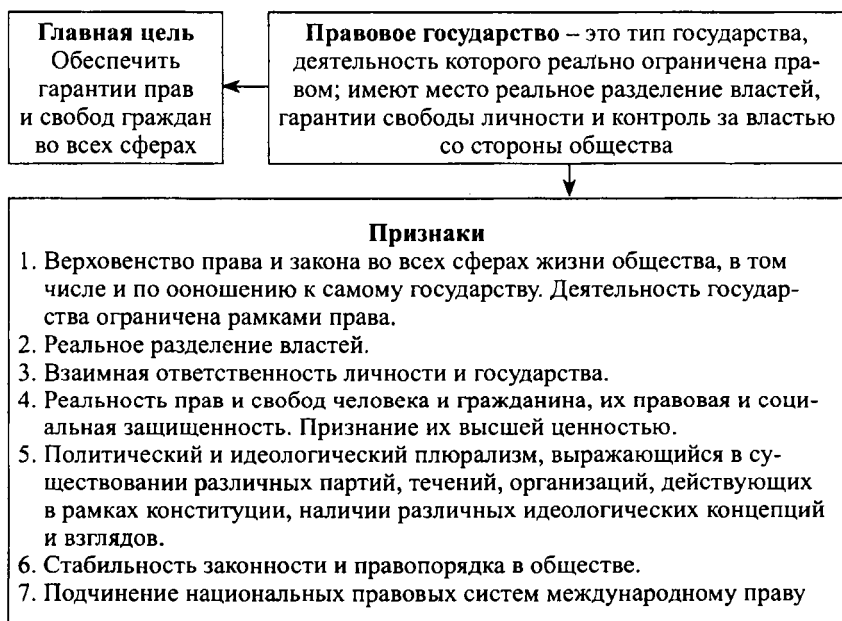 Главная цель
Обеспечить
гарантии прав
и свобод граждан
во всех сферах
Правовое государство – это тип государства,
деятельность которого реально ограничена пра-
вом; имеют место реальное разделение властей,
гарантии свободы личности и контроль за властью
со стороны общества
Признаки
1. Верховенство права и закона во всех сферах жизни общества, в том
числе и по ооношению к самому государству. Деятельность государ-
ства ограничена рамками права.
2. Реальное разделение властей.
3. Взаимная ответственность личности и государства.
4. Реальность прав и свобод человека и гражданина, их правовая и соци-
альная защищенность. Признание их высшей ценностью.
5. Политический и идеологический плюрализм, выражающийся в су-
ществовании различных партий, течений, организаций, действующих
в рамках конституции, наличии различных идеологических концепций
и взглядов.
6. Стабильность законности и правопорядка в обществе.
7. Подчинение национальных правовых систем международному праву